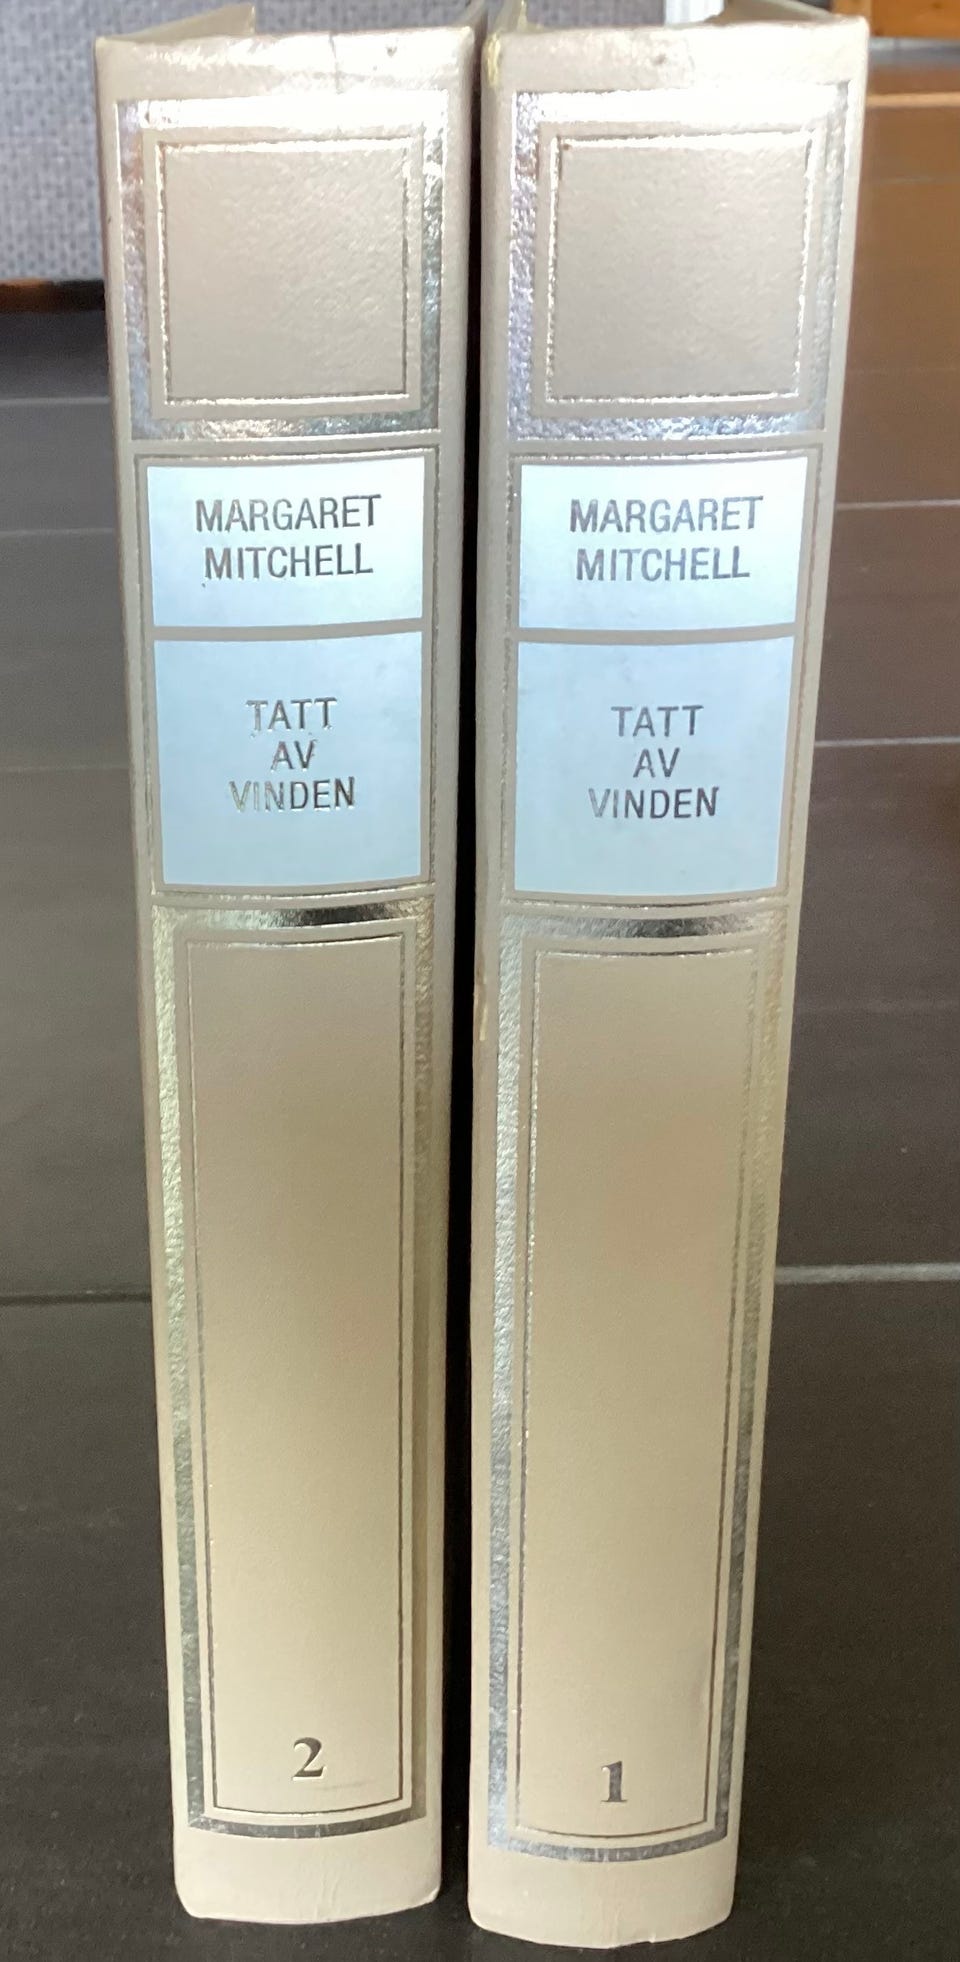 MARGARET
MITCHELL
TATT
AV
VINDEN
2
MARGARET
MITCHELL
TATT
AV
VINDEN
1